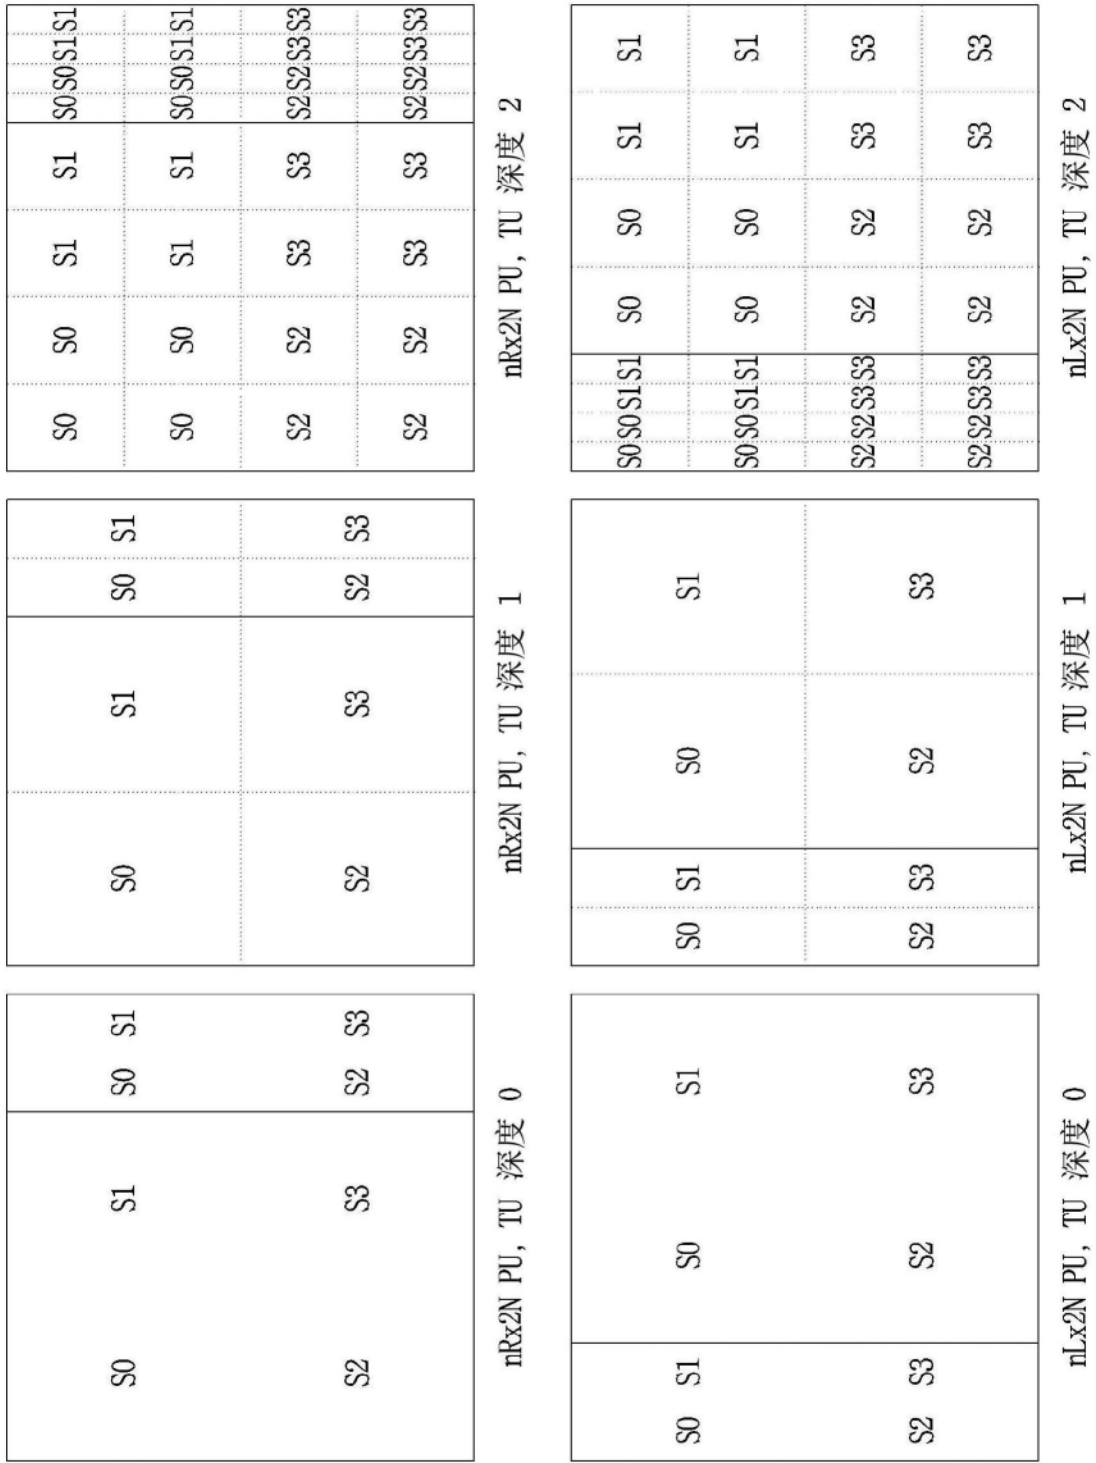 S0 S1 S0 S1
S2 S3 S2 S3
nRx2N PU, TU 深度 0
S0 S1 S0 S1
S2 S3 S2 S3
nRx2N PU, TU 深度 1
S0 S0 S1 S1 S0 S0 S1 S1
S0 S0 S1 S1 S0 S0 S1 S1
S2 S2 S3 S3 S2 S2 S3 S3
S2 S2 S3 S3 S2 S2 S3 S3
nRx2N PU, TU 深度 2
S0 S1 S0 S1
S2 S3 S2 S3
nLx2N PU, TU 深度 0
S0 S1 S0 S1
S2 S3 S2 S3
nLx2N PU, TU 深度 1
S0 S0 S1 S1 S0 S0 S1 S1
S0 S0 S1 S1 S0 S0 S1 S1
S2 S2 S3 S3 S2 S2 S3 S3
S2 S2 S3 S3 S2 S2 S3 S3
nLx2N PU, TU 深度 2